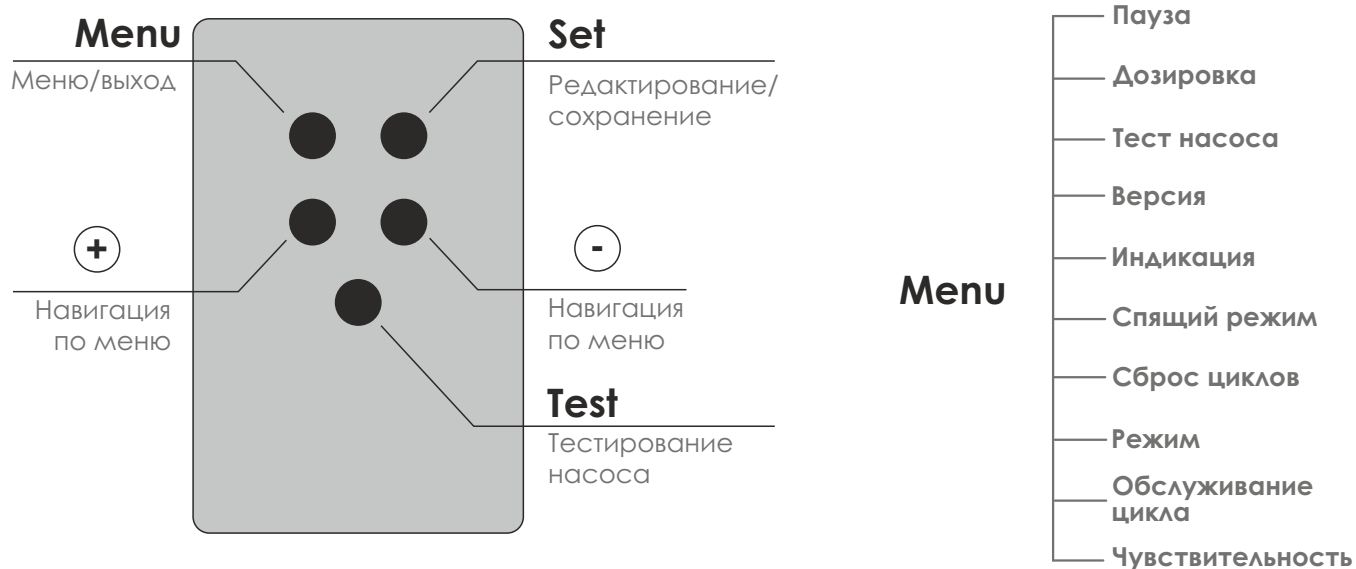 Menu
Меню/выход
Set
Редактирование/
сохранение
+
Навигация
по меню
-
Навигация
по меню
Test
Тестирование
насоса
Menu
Пауза
Дозировка
Тест насоса
Версия
Индикация
Спящий режим
Сброс циклов
Режим
Обслуживание
цикла
Чувствительность